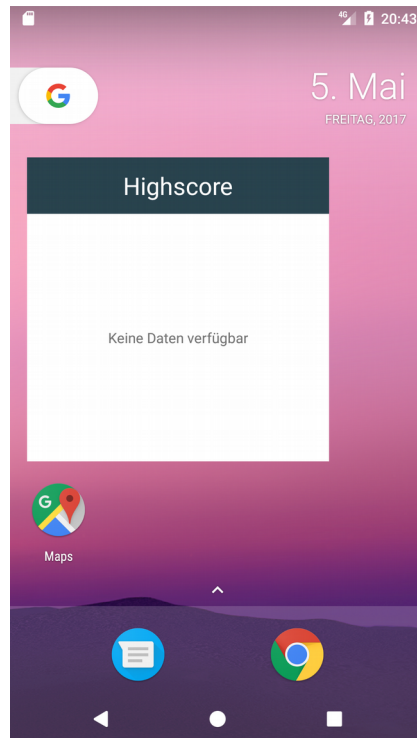 4G
20:43
G
5. Mai
FREITAG, 2017
Highscore
Keine Daten verfügbar
G
Maps